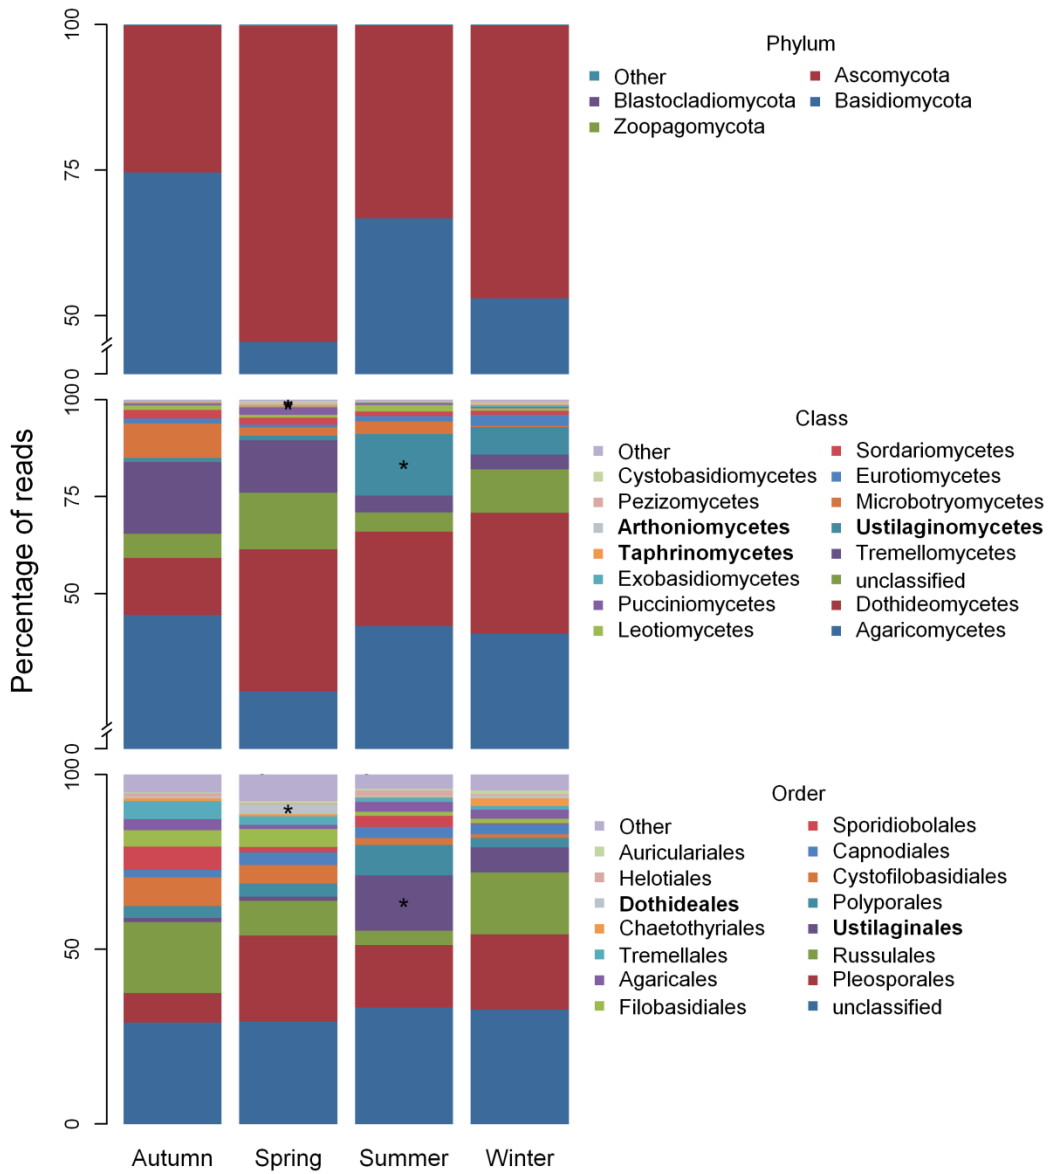 Percentage of reads
100
75
50
0
Phylum
Other
Blastocladiomycota
Zoopagomycota
Ascomycota
Basidiomycota
100
75
50
0
*
*
Class
Other
Cystobasidiomycetes
Pezizomycetes
Arthoniomycetes
Taphrinomycetes
Exobasidiomycetes
Pucciniomycetes
Leotiomycetes
Sordariomycetes
Eurotiomycetes
Microbotryomycetes
Ustilaginomycetes
Tremellomycetes
unclassified
Dothideomycetes
Agaricomycetes
100
50
0
*
*
Order
Other
Auriculariales
Helotiales
Dothideales
Chaetothyriales
Tremellales
Agaricales
Filobasidiales
Sporidiobolales
Capnodiales
Cystofilobasidiales
Polyporales
Ustilaginales
Russulales
Pleosporales
unclassified
Autumn
Spring
Summer
Winter